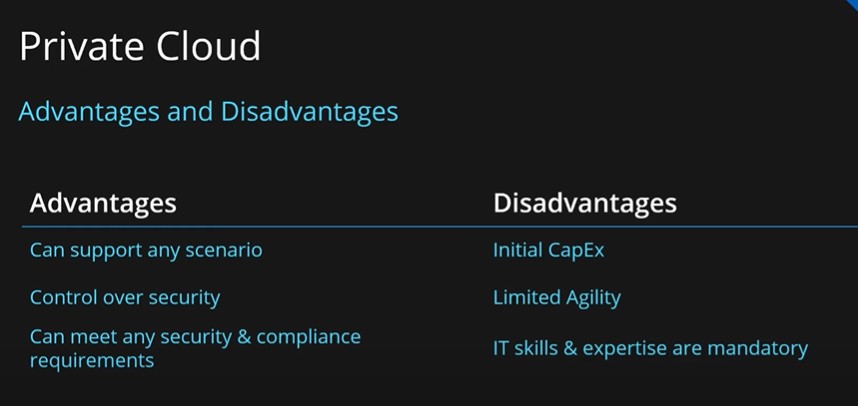 Private Cloud
Advantages and Disadvantages
Advantages
Disadvantages
Can support any scenario
Initial CapEx
Control over security
Limited Agility
Can meet any security & compliance
requirements
IT skills & expertise are mandatory